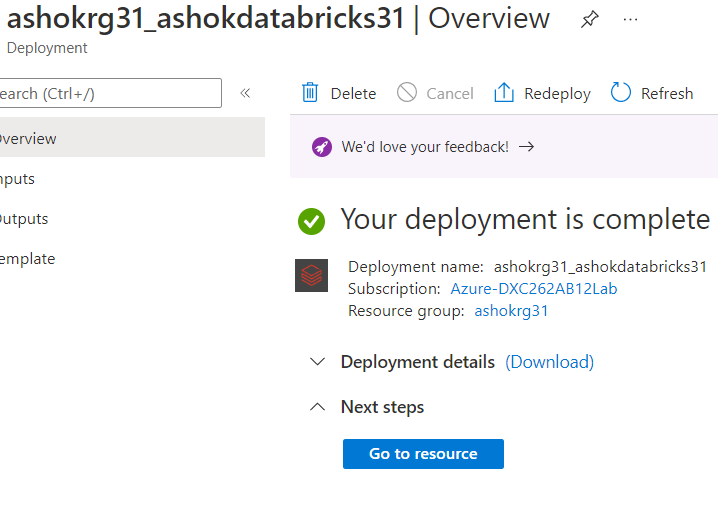 ashokrg31_ashokdatabricks31 | Overview
Deployment
earch (Ctrl+/)
«
Delete
Cancel
Redeploy
Refresh
verview
nputs
utputs
emplate
We'd love your feedback! →
Your deployment is complete
Deployment name: ashokrg31_ashokdatabricks31
Subscription: Azure-DXC262AB12Lab
Resource group: ashokrg31
Deployment details (Download)
Next steps
Go to resource